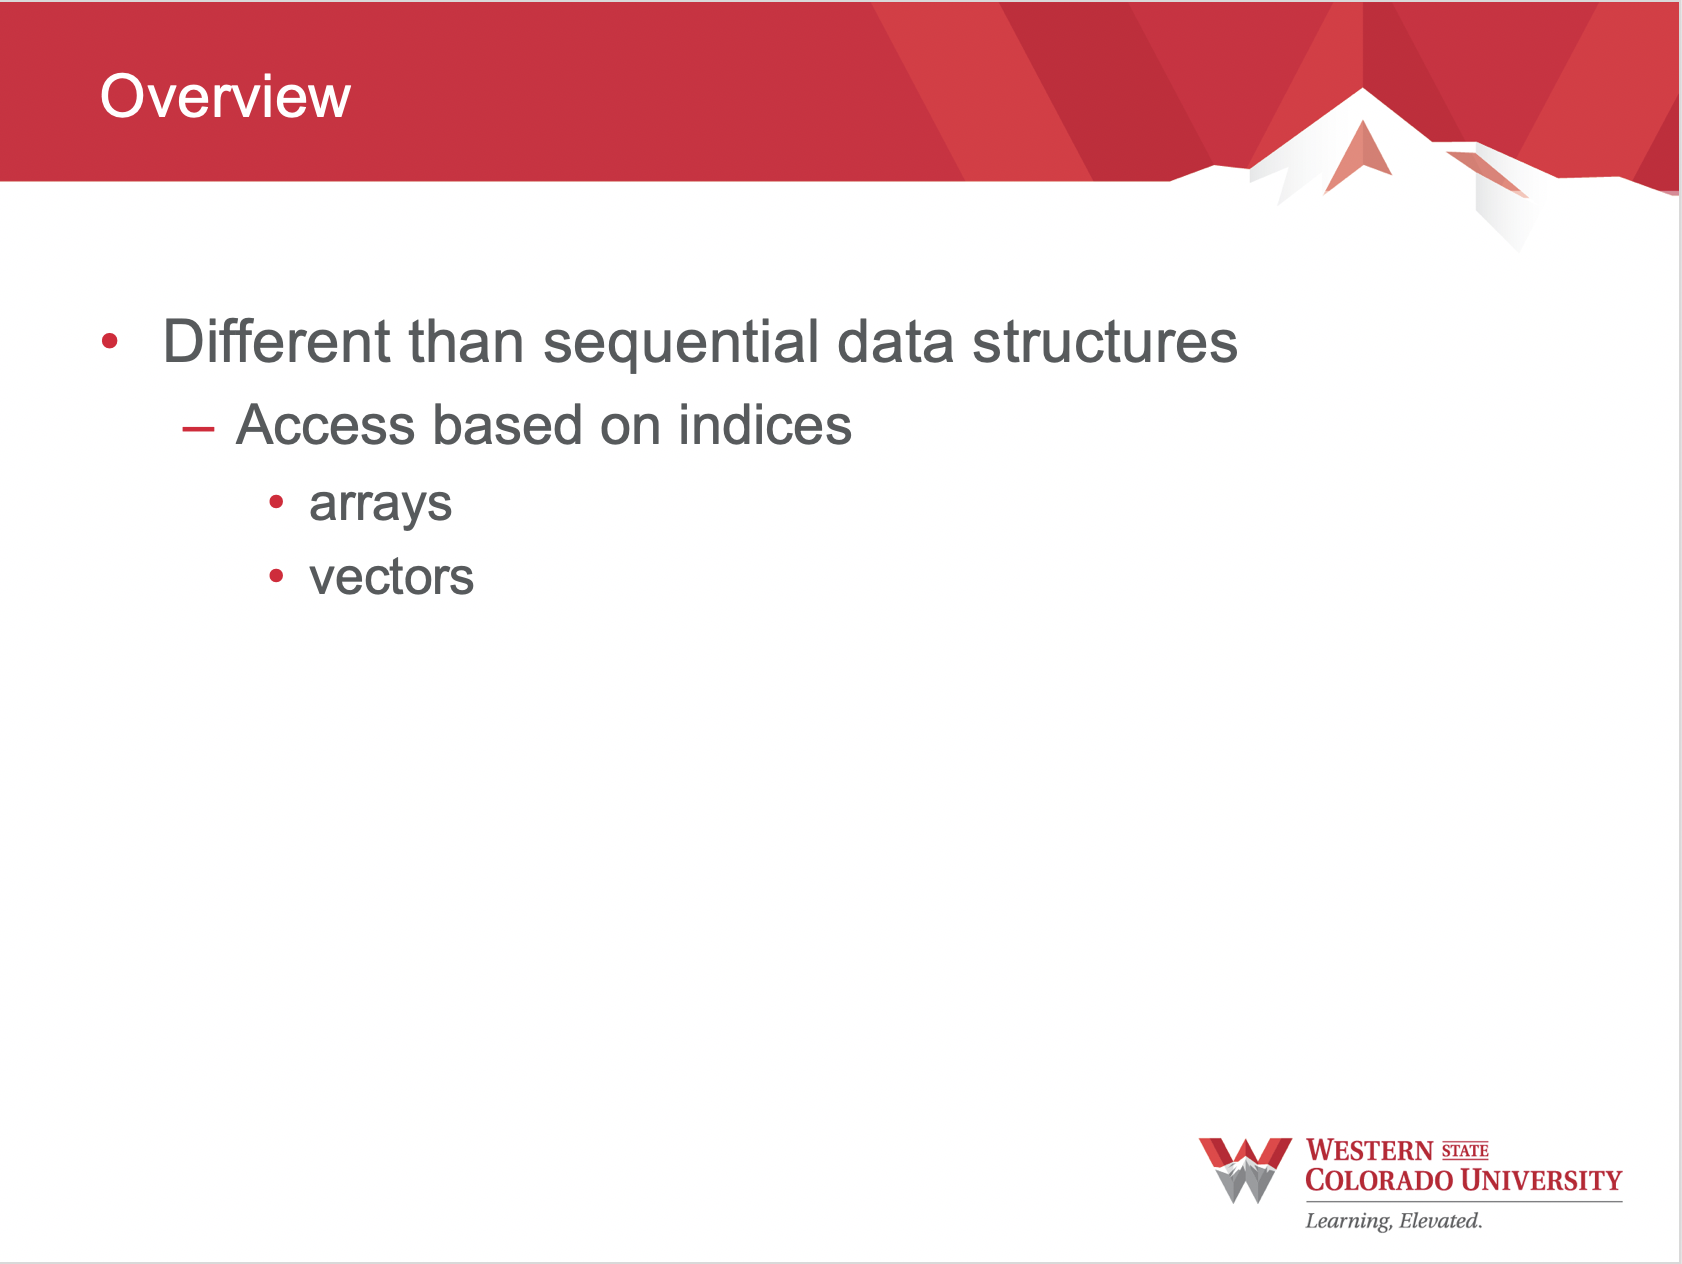 Overview
• Different than sequential data structures
– Access based on indices
• arrays
• vectors
WESTERN STATE
COLORADO UNIVERSITY
Learning, Elevated.